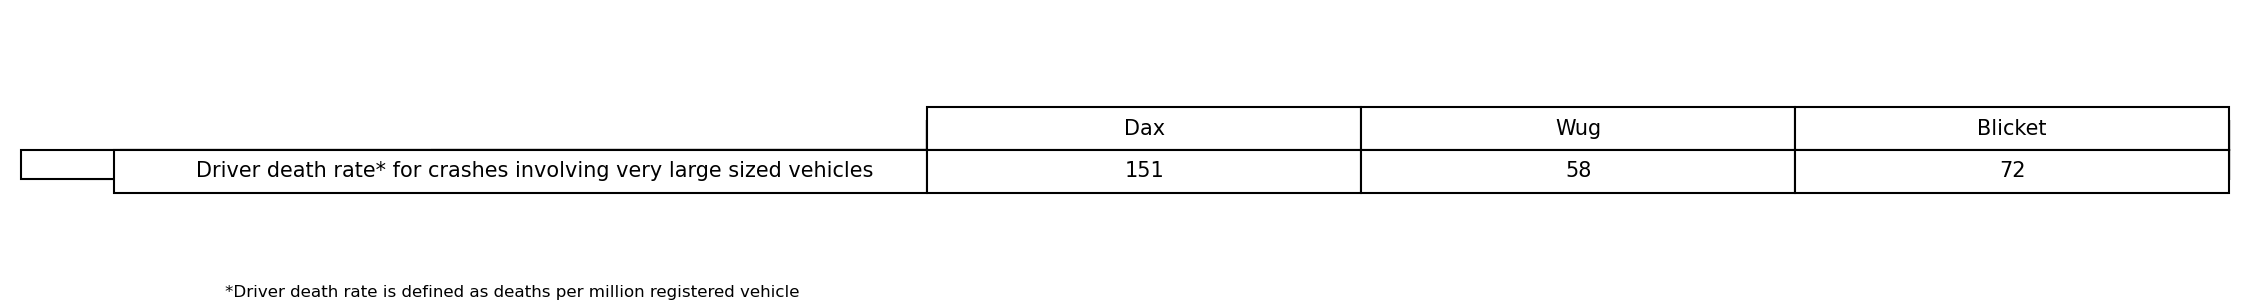 Dax Wug Blicket
Driver death rate* for crashes involving very large sized vehicles 151 58 72
*Driver death rate is defined as deaths per million registered vehicle